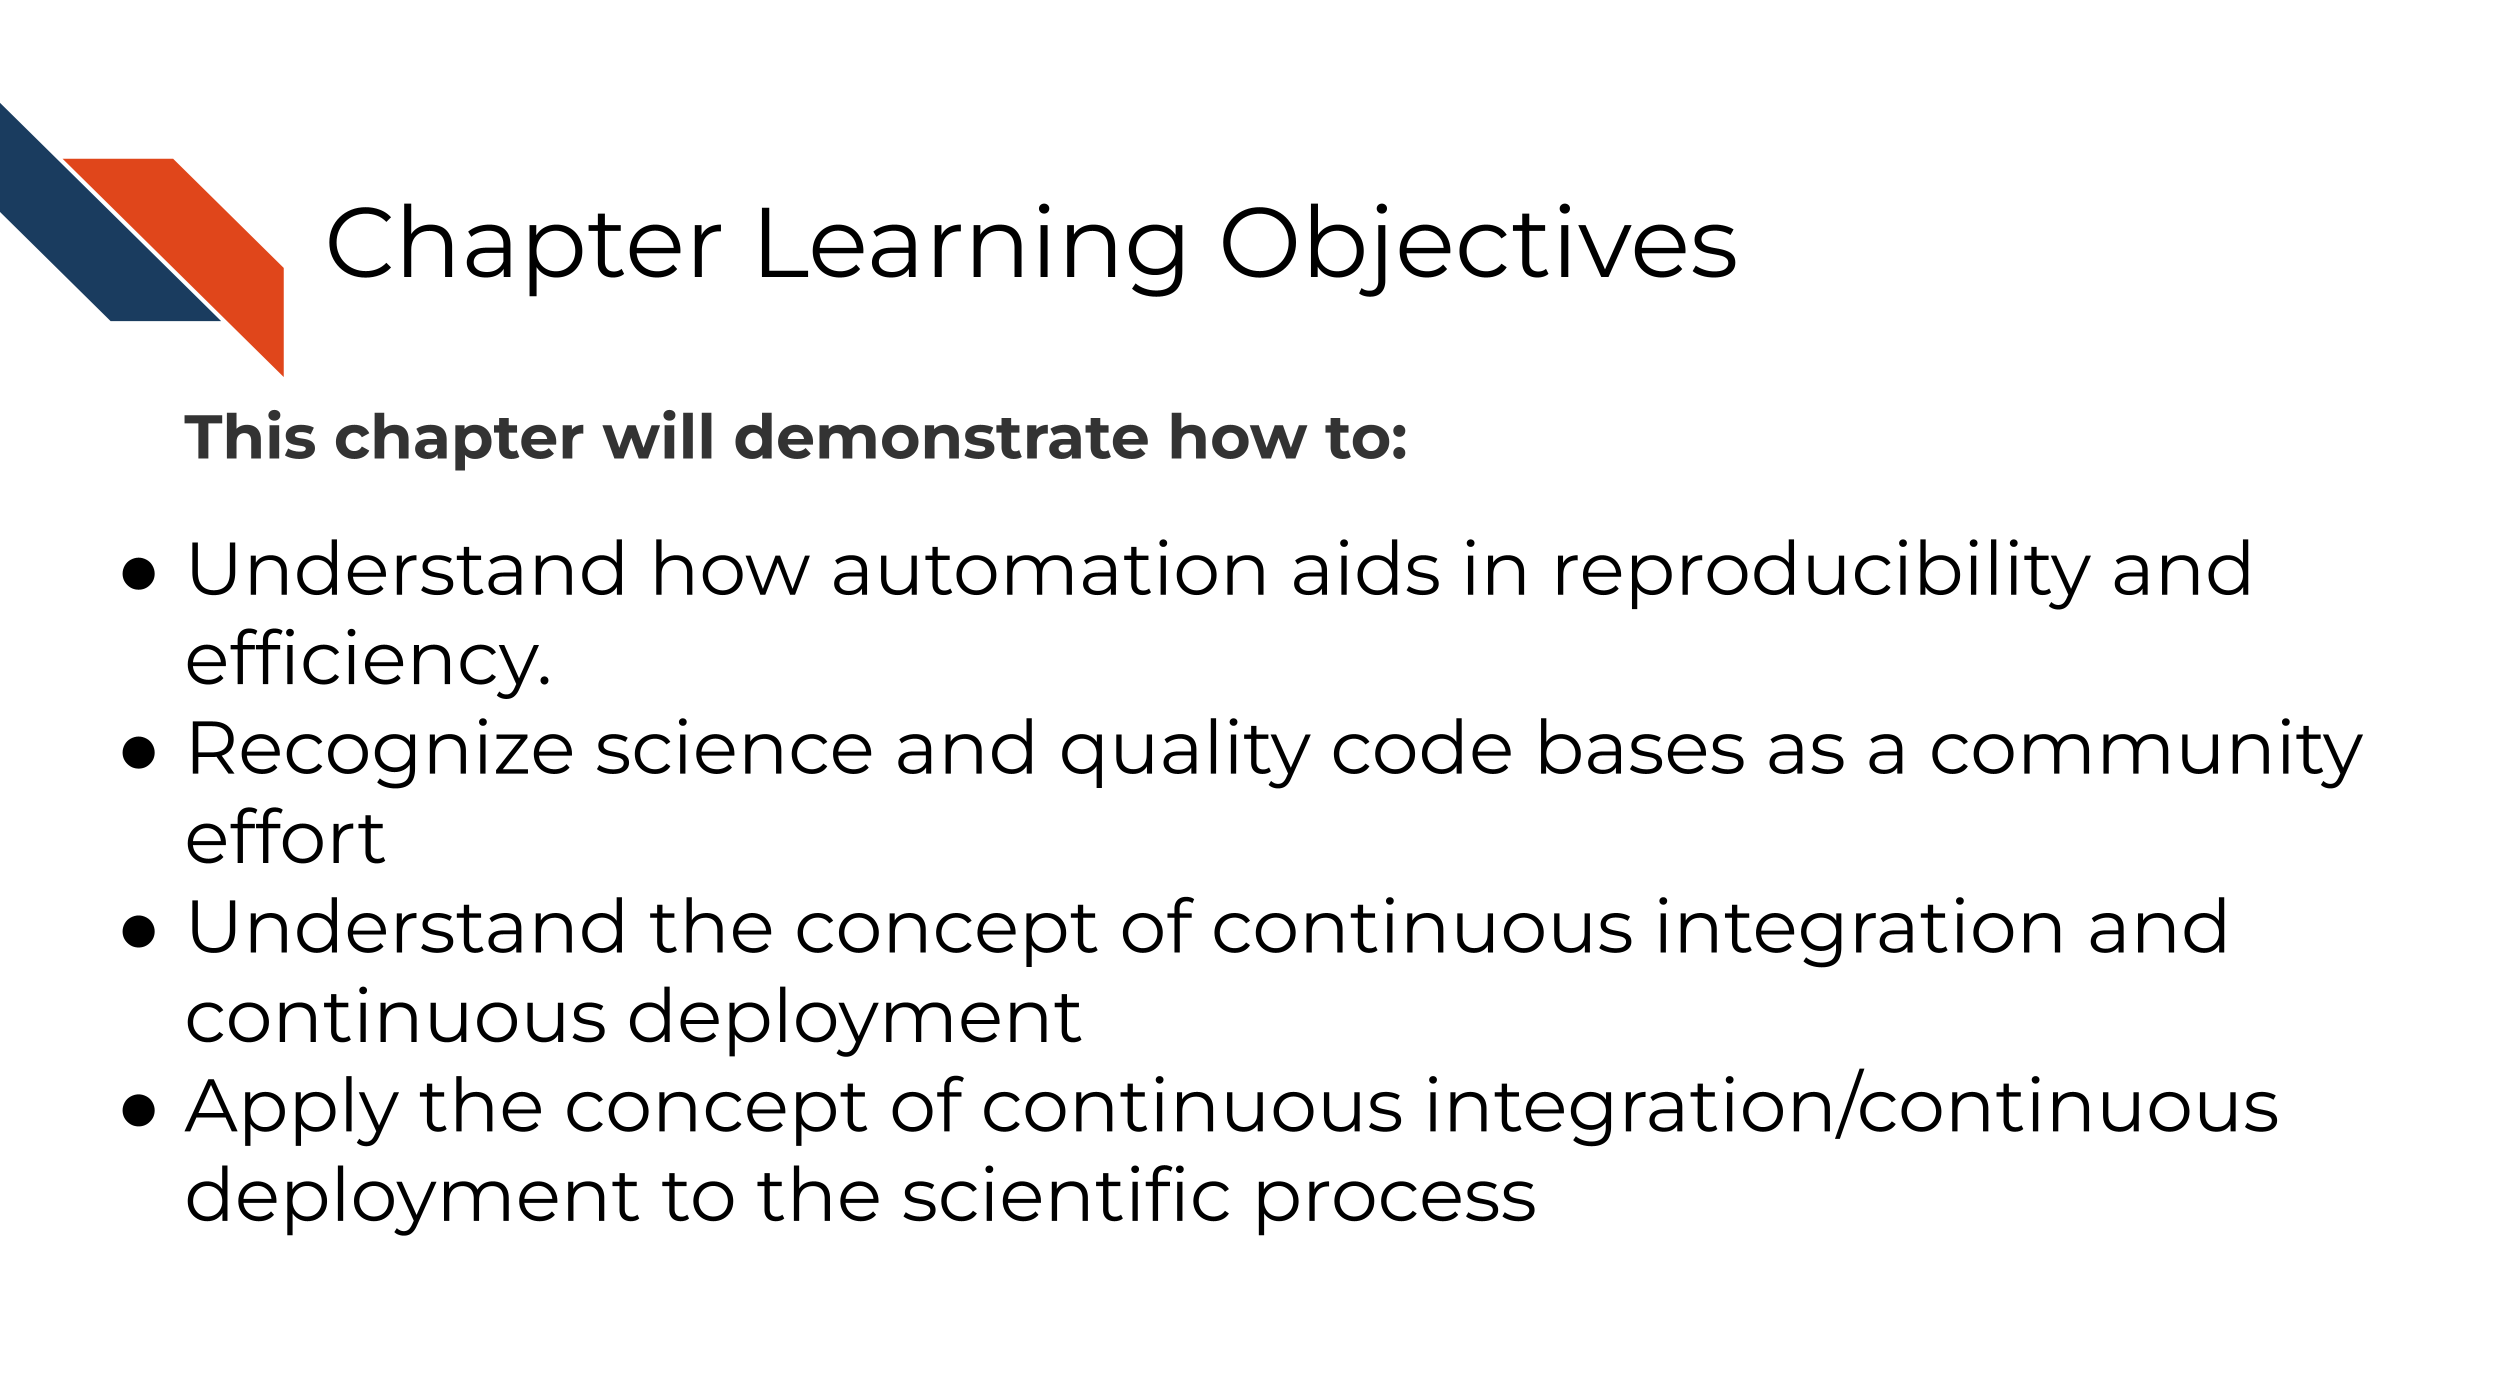 Chapter Learning Objectives
This chapter will demonstrate how to:
● Understand how automation aids in reproducibility and
efficiency.
● Recognize science and quality code base as a community
effort
● Understand the concept of continuous integration and
continuous deployment
● Apply the concept of continuous integration/continuous
deployment to the scientific process